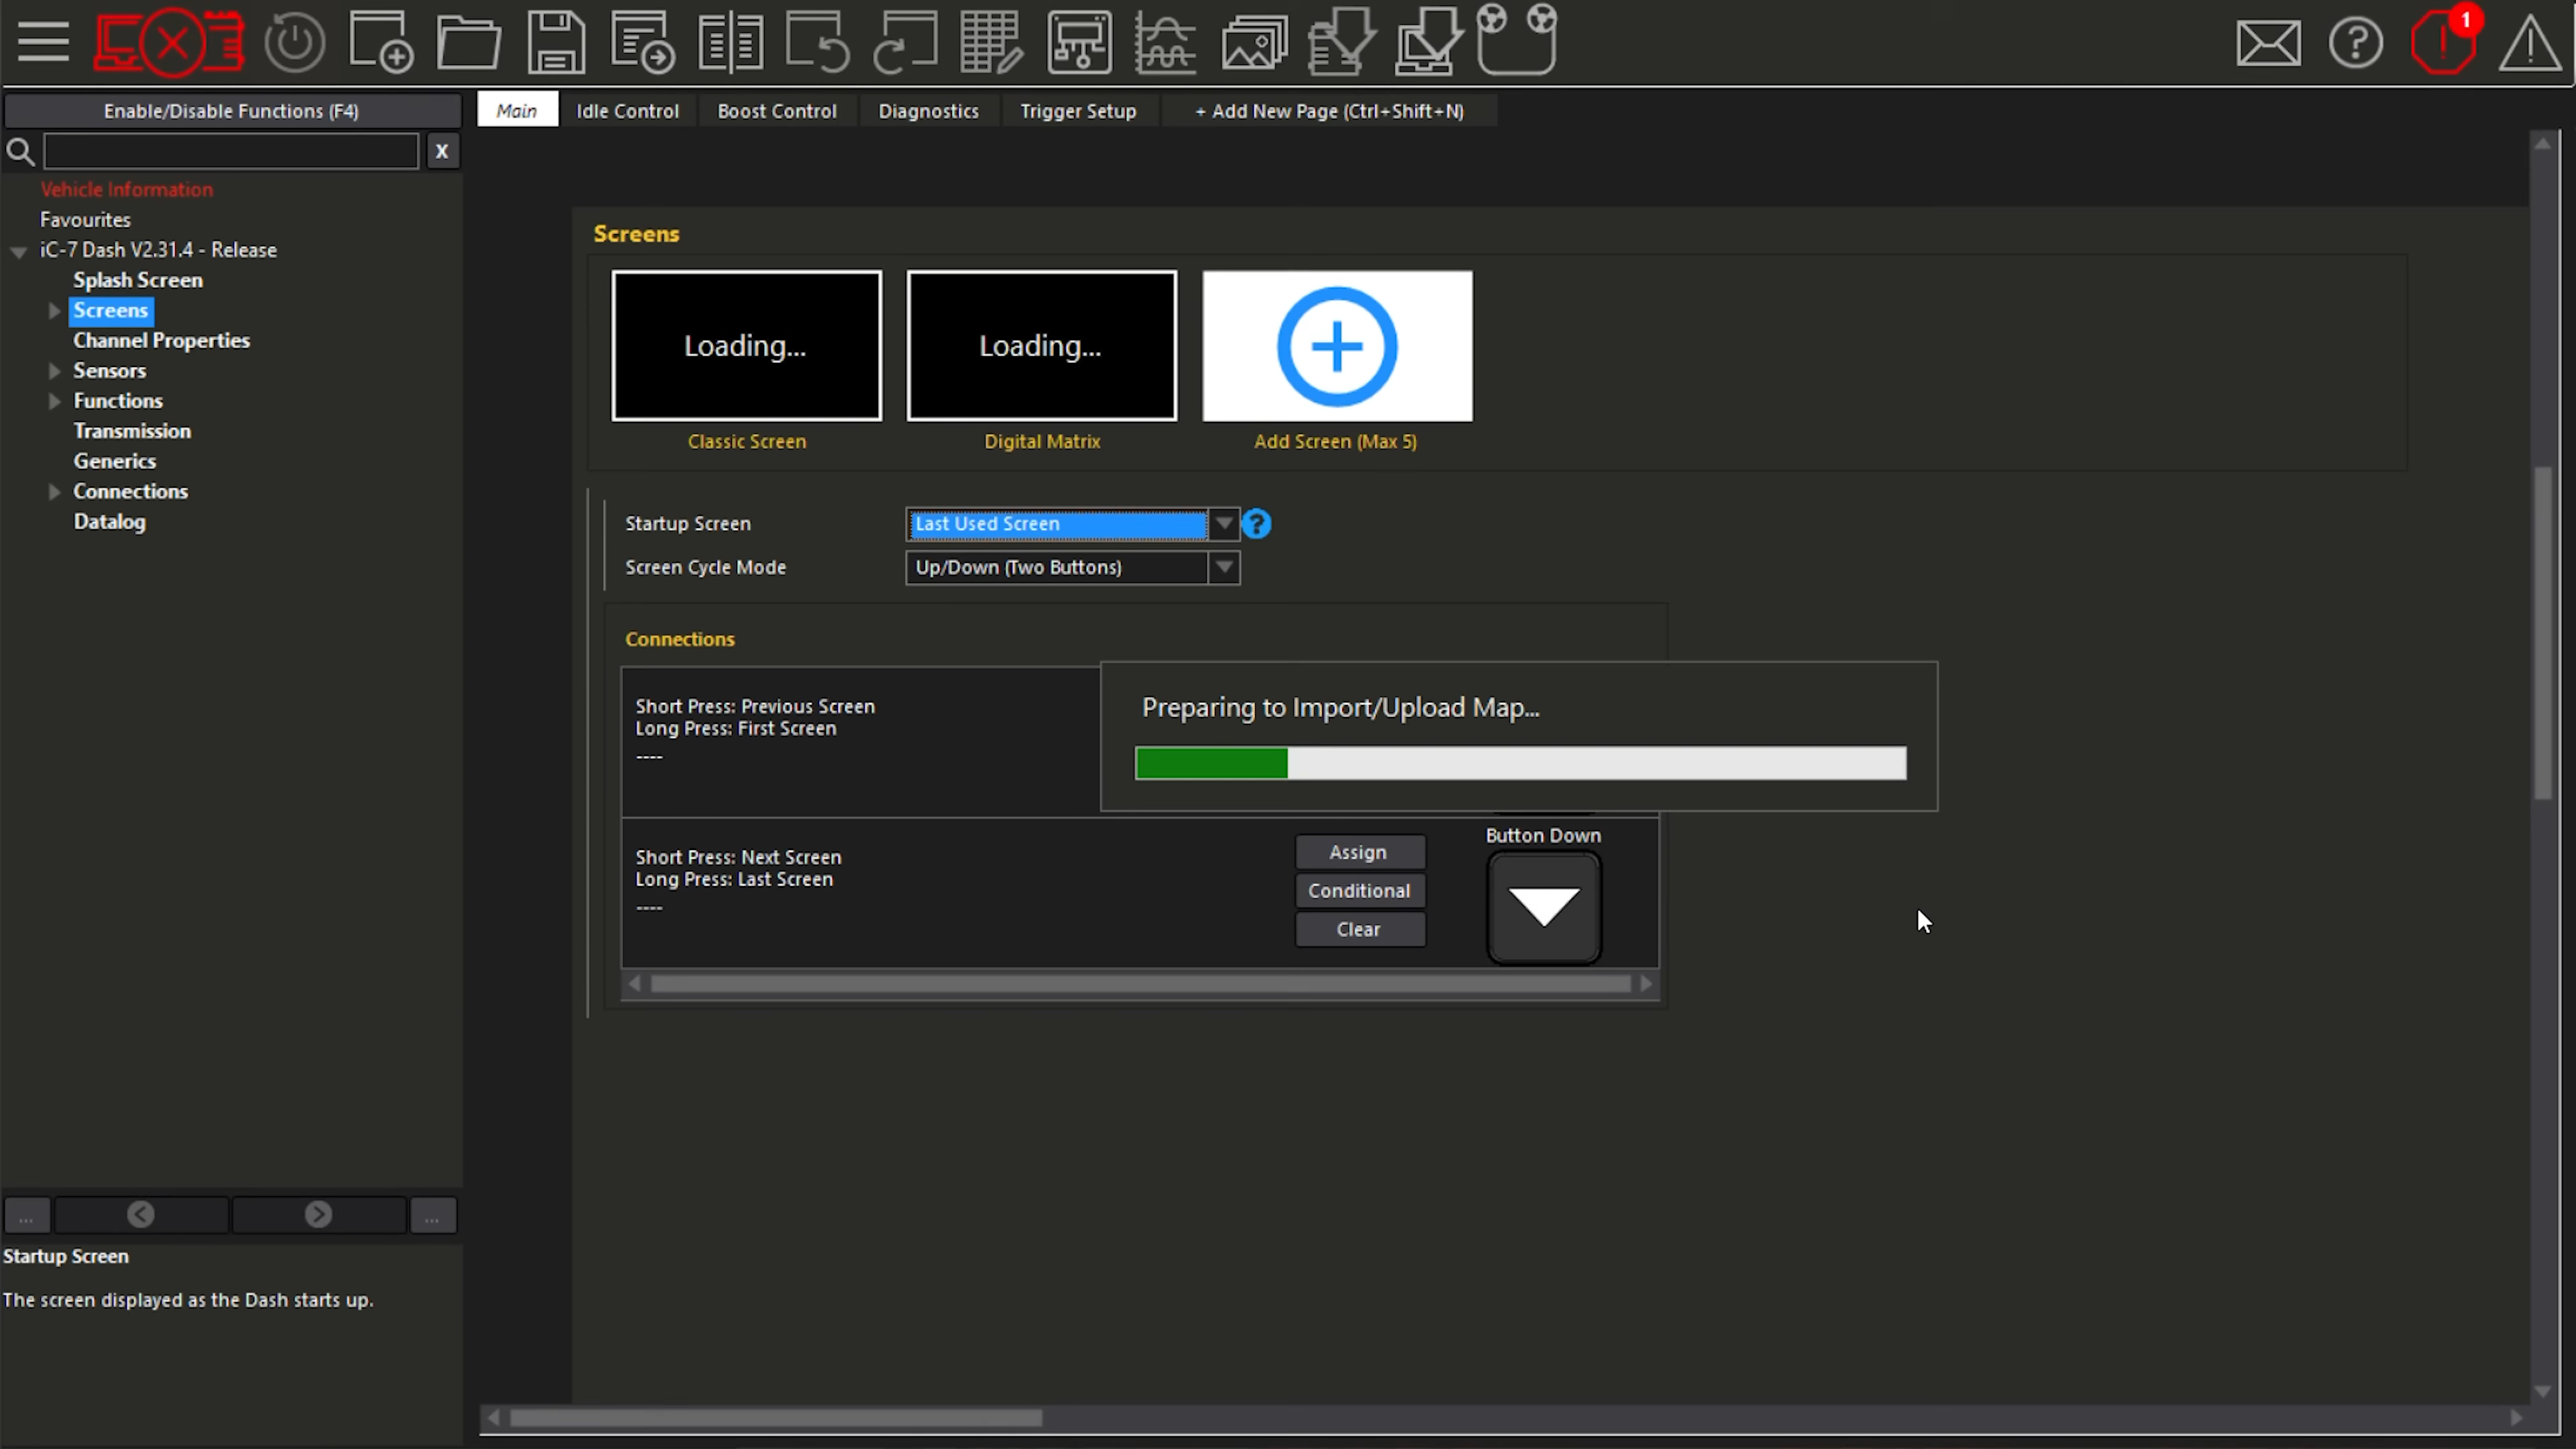 1
Enable/Disable Functions (F4)
Main
Idle Control
Boost Control
Diagnostics
Trigger Setup
+ Add New Page (Ctrl+Shift+N)
X
Vehicle Information
Favourites
iC-7 Dash V2.31.4 - Release
Splash Screen
Screens
Channel Properties
Sensors
Functions
Transmission
Generics
Connections
Datalog
Screens
Loading...
Loading...
Classic Screen
Digital Matrix
Add Screen (Max 5)
Startup Screen
Last Used Screen
?
Screen Cycle Mode
Up/Down (Two Buttons)
Connections
Short Press: Previous Screen
Long Press: First Screen
----
Preparing to Import/Upload Map...
Short Press: Next Screen
Long Press: Last Screen
----
Assign
Conditional
Clear
Button Down
...
...
Startup Screen
The screen displayed as the Dash starts up.